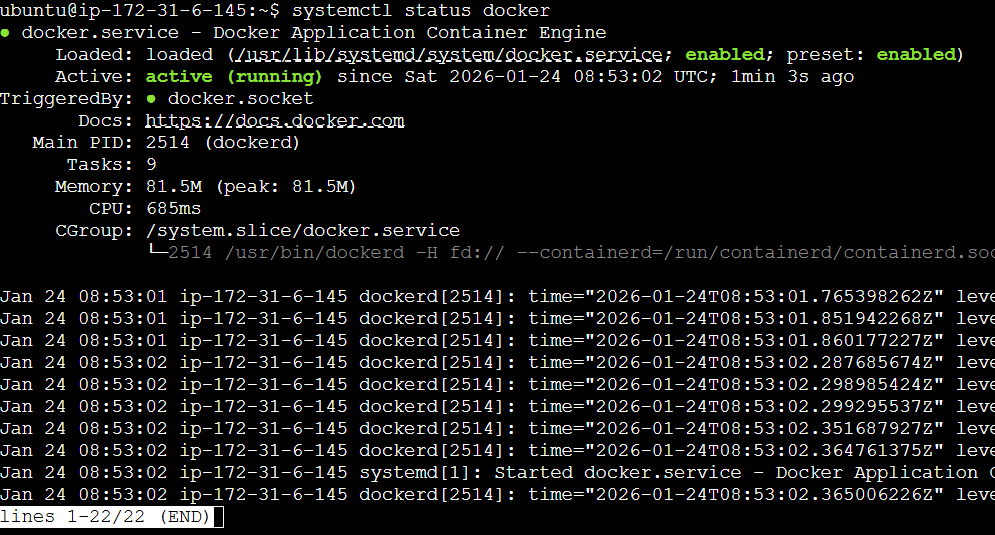 ubuntu@ip-172-31-6-145:~$ systemctl status docker
● docker.service - Docker Application Container Engine
     Loaded: loaded (/usr/lib/systemd/system/docker.service; enabled; preset: enabled)
     Active: active (running) since Sat 2026-01-24 08:53:02 UTC; 1min 3s ago
TriggeredBy: ● docker.socket
       Docs: https://docs.docker.com
   Main PID: 2514 (dockerd)
      Tasks: 9
     Memory: 81.5M (peak: 81.5M)
        CPU: 685ms
     CGroup: /system.slice/docker.service
             └─2514 /usr/bin/dockerd -H fd:// --containerd=/run/containerd/containerd.soc
Jan 24 08:53:01 ip-172-31-6-145 dockerd[2514]: time="2026-01-24T08:53:01.765398262Z" leve
Jan 24 08:53:01 ip-172-31-6-145 dockerd[2514]: time="2026-01-24T08:53:01.851942268Z" leve
Jan 24 08:53:01 ip-172-31-6-145 dockerd[2514]: time="2026-01-24T08:53:01.860177227Z" leve
Jan 24 08:53:02 ip-172-31-6-145 dockerd[2514]: time="2026-01-24T08:53:02.287685674Z" leve
Jan 24 08:53:02 ip-172-31-6-145 dockerd[2514]: time="2026-01-24T08:53:02.298985424Z" leve
Jan 24 08:53:02 ip-172-31-6-145 dockerd[2514]: time="2026-01-24T08:53:02.299295537Z" leve
Jan 24 08:53:02 ip-172-31-6-145 dockerd[2514]: time="2026-01-24T08:53:02.351687927Z" leve
Jan 24 08:53:02 ip-172-31-6-145 dockerd[2514]: time="2026-01-24T08:53:02.364761375Z" leve
Jan 24 08:53:02 ip-172-31-6-145 systemd[1]: Started docker.service - Docker Application C
Jan 24 08:53:02 ip-172-31-6-145 dockerd[2514]: time="2026-01-24T08:53:02.365006226Z" leve
lines 1-22/22 (END)